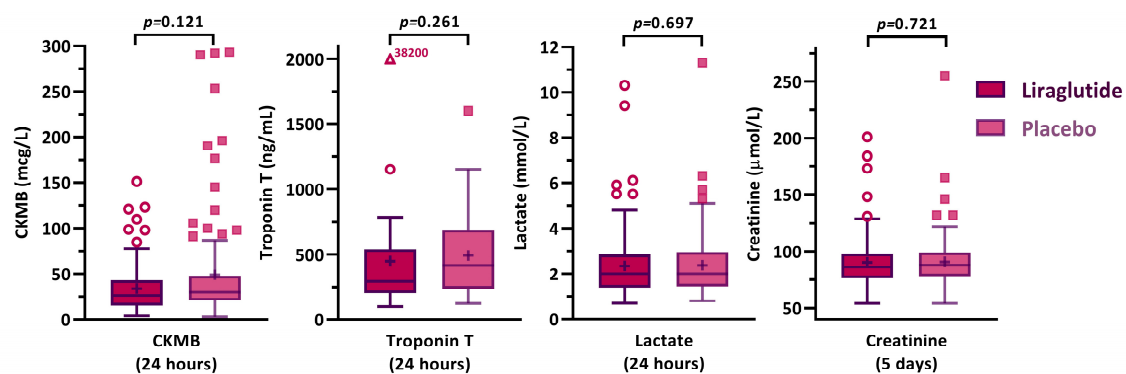 p=0.121
300
250
200
150
100
50
0
CKMB (mcg/L)
CKMB
(24 hours)
p=0.261
38200
2000
1500
1000
500
0
Troponin T (ng/mL)
Troponin T
(24 hours)
p=0.697
12
10
8
6
4
2
0
Lactate (mmol/L)
Lactate
(24 hours)
p=0.721
250
200
150
100
50
Creatinine (μmol/L)
Creatinine
(5 days)
Liraglutide
Placebo